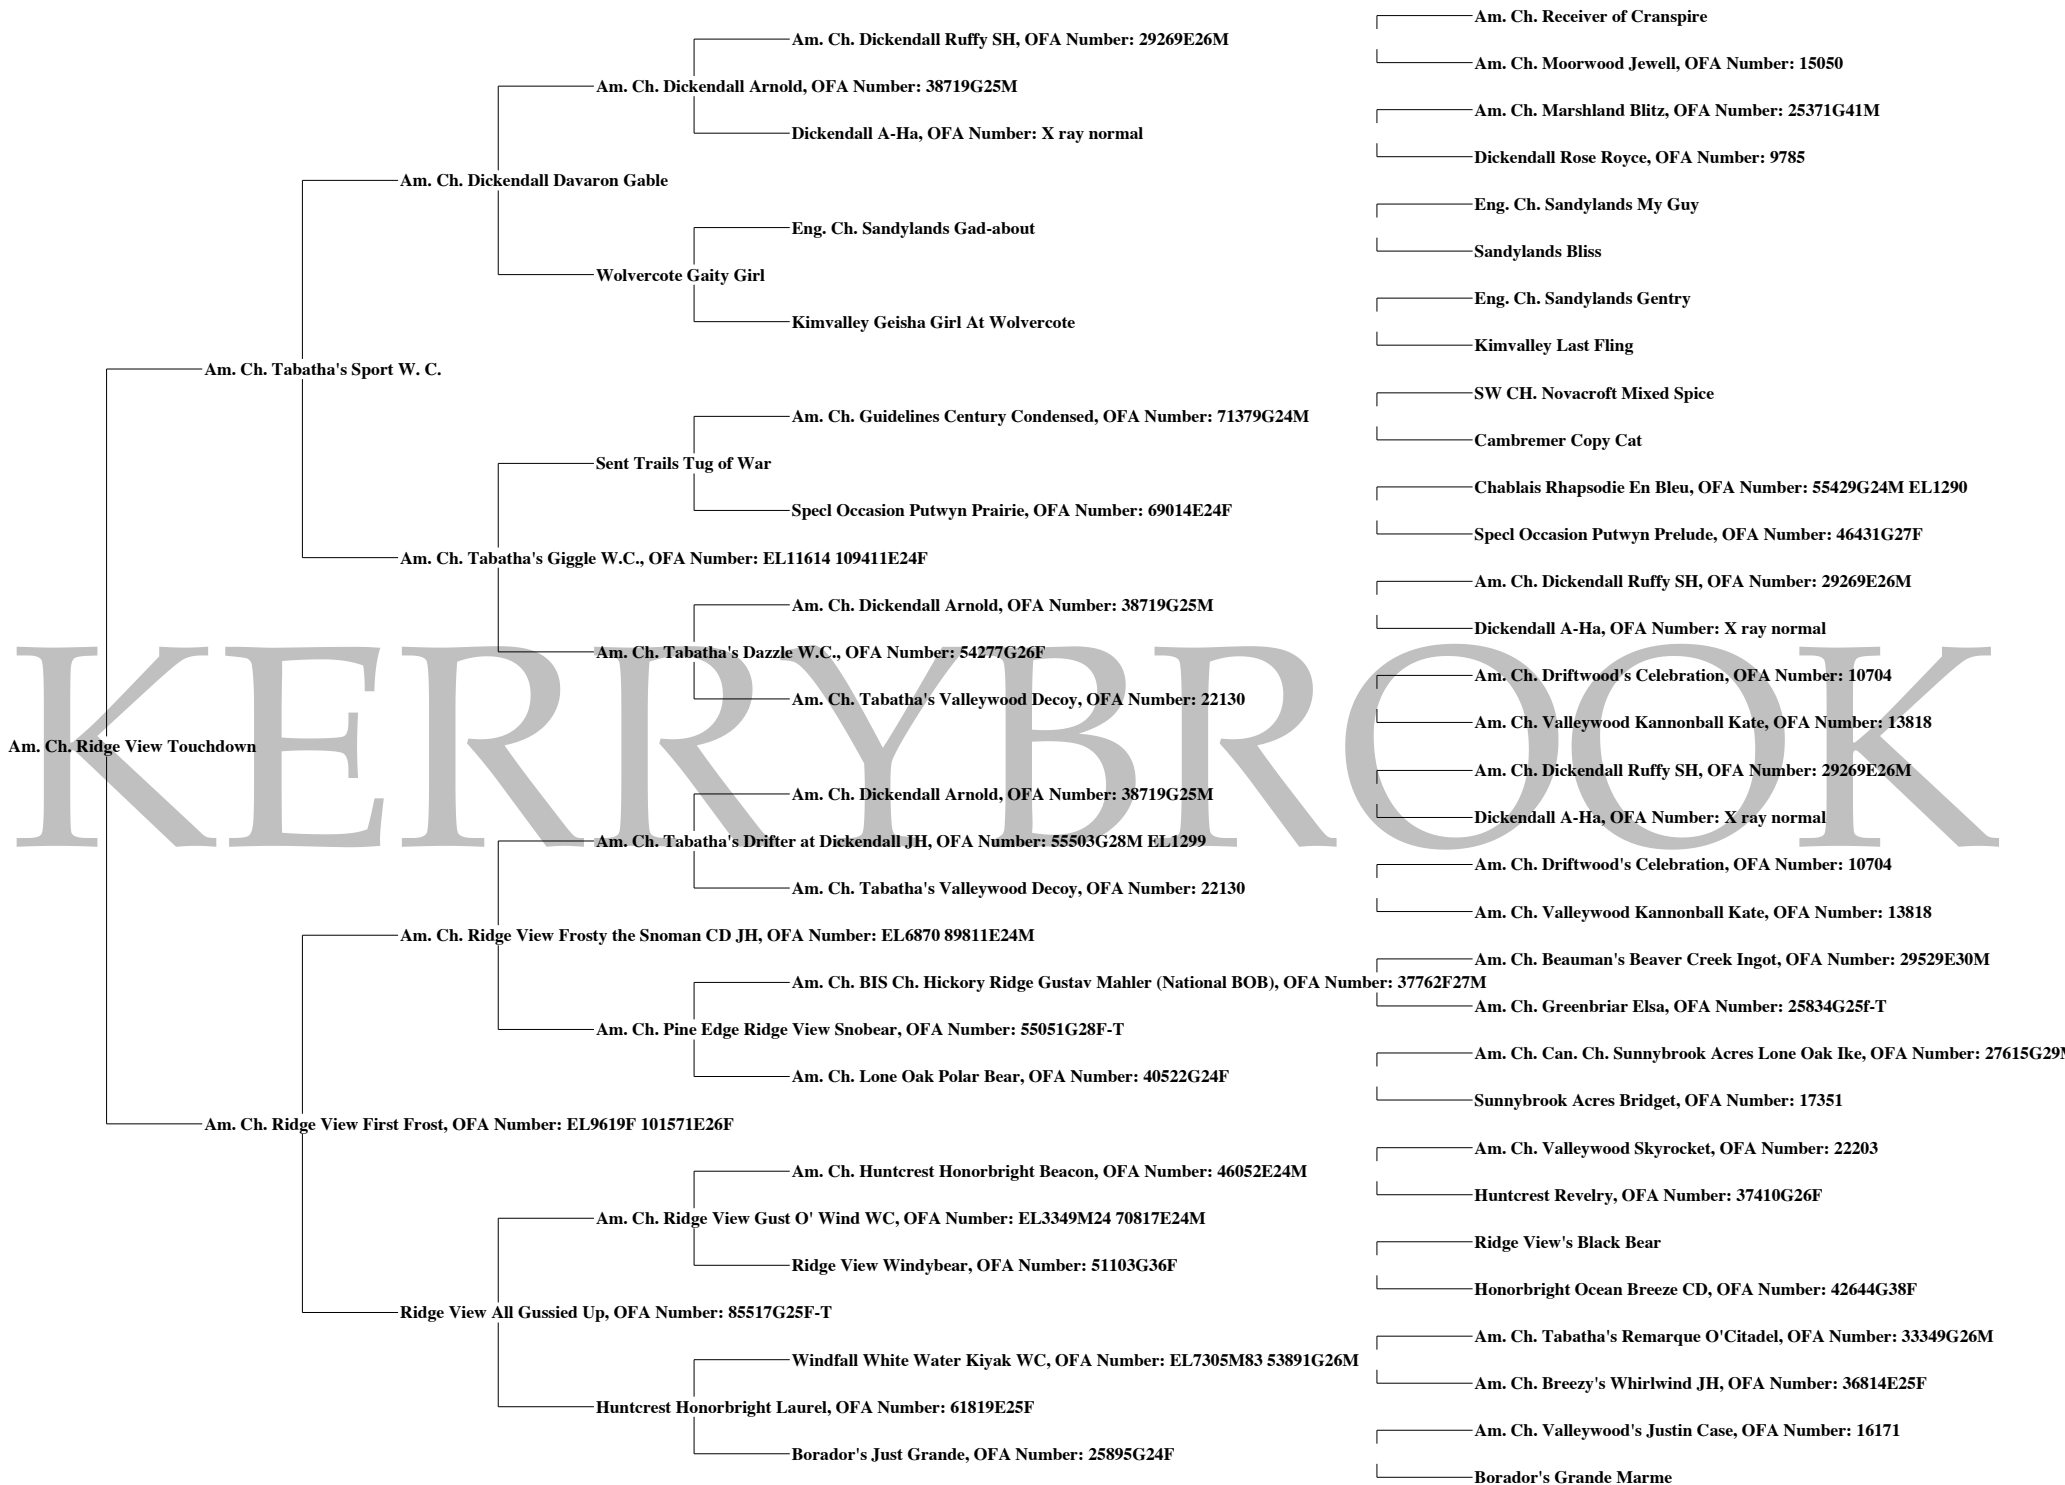 Am. Ch. Receiver of Cranspire
Am. Ch. Dickendall Ruffy SH, OFA Number: 29269E26M
Am. Ch. Moorwood Jewell, OFA Number: 15050
Am. Ch. Dickendall Arnold, OFA Number: 38719G25M
Am. Ch. Marshland Blitz, OFA Number: 25371G41M
Dickendall A-Ha, OFA Number: X ray normal
Dickendall Rose Royce, OFA Number: 9785
Am. Ch. Dickendall Davaron Gable
Eng. Ch. Sandylands My Guy
Eng. Ch. Sandylands Gad-about
Sandylands Bliss
Wolvercote Gaity Girl
Eng. Ch. Sandylands Gentry
Kimvalley Geisha Girl At Wolvercote
Kimvalley Last Fling
Am. Ch. Tabatha's Sport W. C.
SW CH. Novacroft Mixed Spice
Am. Ch. Guidelines Century Condensed, OFA Number: 71379G24M
Cambremer Copy Cat
Sent Trails Tug of War
Chablais Rhapsodie En Bleu, OFA Number: 55429G24M EL1290
Specl Occasion Putwyn Prairie, OFA Number: 69014E24F
Specl Occasion Putwyn Prelude, OFA Number: 46431G27F
Am. Ch. Tabatha's Giggle W.C., OFA Number: EL11614 109411E24F
Am. Ch. Dickendall Ruffy SH, OFA Number: 29269E26M
Am. Ch. Dickendall Arnold, OFA Number: 38719G25M
Dickendall A-Ha, OFA Number: X ray normal
Am. Ch. Tabatha's Dazzle W.C., OFA Number: 54277G26F
Am. Ch. Driftwood's Celebration, OFA Number: 10704
Am. Ch. Tabatha's Valleywood Decoy, OFA Number: 22130
Am. Ch. Valleywood Kannonball Kate, OFA Number: 13818
KERRYBROOK
Am. Ch. Ridge View Touchdown
Am. Ch. Dickendall Ruffy SH, OFA Number: 29269E26M
Am. Ch. Dickendall Arnold, OFA Number: 38719G25M
Dickendall A-Ha, OFA Number: X ray normal
Am. Ch. Tabatha's Drifter at Dickendall JH, OFA Number: 55503G28M EL1299
Am. Ch. Driftwood's Celebration, OFA Number: 10704
Am. Ch. Tabatha's Valleywood Decoy, OFA Number: 22130
Am. Ch. Valleywood Kannonball Kate, OFA Number: 13818
Am. Ch. Ridge View Frosty the Snoman CD JH, OFA Number: EL6870 89811E24M
Am. Ch. Beauman's Beaver Creek Ingot, OFA Number: 29529E30M
Am. Ch. BIS Ch. Hickory Ridge Gustav Mahler (National BOB), OFA Number: 37762F27M
Am. Ch. Greenbriar Elsa, OFA Number: 25834G25f-T
Am. Ch. Pine Edge Ridge View Snobear, OFA Number: 55051G28F-T
Am. Ch. Can. Ch. Sunnybrook Acres Lone Oak Ike, OFA Number: 27615G29M
Am. Ch. Lone Oak Polar Bear, OFA Number: 40522G24F
Sunnybrook Acres Bridget, OFA Number: 17351
Am. Ch. Ridge View First Frost, OFA Number: EL9619F 101571E26F
Am. Ch. Valleywood Skyrocket, OFA Number: 22203
Am. Ch. Huntcrest Honorbright Beacon, OFA Number: 46052E24M
Huntcrest Revelry, OFA Number: 37410G26F
Am. Ch. Ridge View Gust O' Wind WC, OFA Number: EL3349M24 70817E24M
Ridge View's Black Bear
Ridge View Windybear, OFA Number: 51103G36F
Honorbright Ocean Breeze CD, OFA Number: 42644G38F
Ridge View All Gussied Up, OFA Number: 85517G25F-T
Am. Ch. Tabatha's Remarque O'Citadel, OFA Number: 33349G26M
Windfall White Water Kiyak WC, OFA Number: EL7305M83 53891G26M
Am. Ch. Breezy's Whirlwind JH, OFA Number: 36814E25F
Huntcrest Honorbright Laurel, OFA Number: 61819E25F
Am. Ch. Valleywood's Justin Case, OFA Number: 16171
Borador's Just Grande, OFA Number: 25895G24F
Borador's Grande Marme